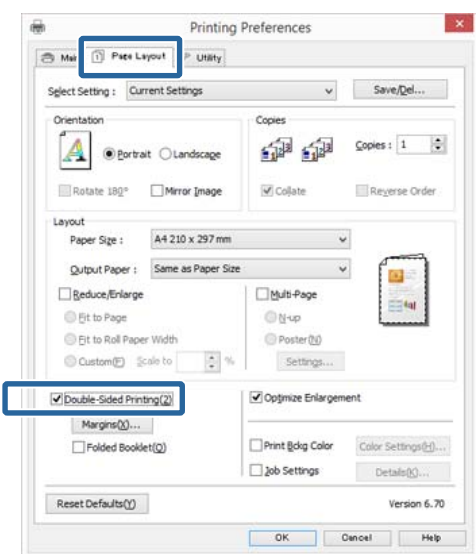 Printing Preferences
Main Page Layout Utility
Select Setting : Current Settings Save/Del...
Orientation
Portrait Landscape
Rotate 180° Mirror Image
Copies
Copies : 1
Collate Reverse Order
Layout
Paper Size : A4 210 x 297 mm
Output Paper : Same as Paper Size
Reduce/Enlarge
Fit to Page
Fit to Roll Paper Width
Custom(F) Scale to %
Multi-Page
N-up
Poster(N)
Settings...
Double-Sided Printing(2)
Margins(X)...
Folded Booklet(Q)
Optimize Enlargement
Print Bckg Color Color Settings(H)...
Job Settings Details(K)...
Reset Defaults(Y) Version 6.70
OK Cancel Help